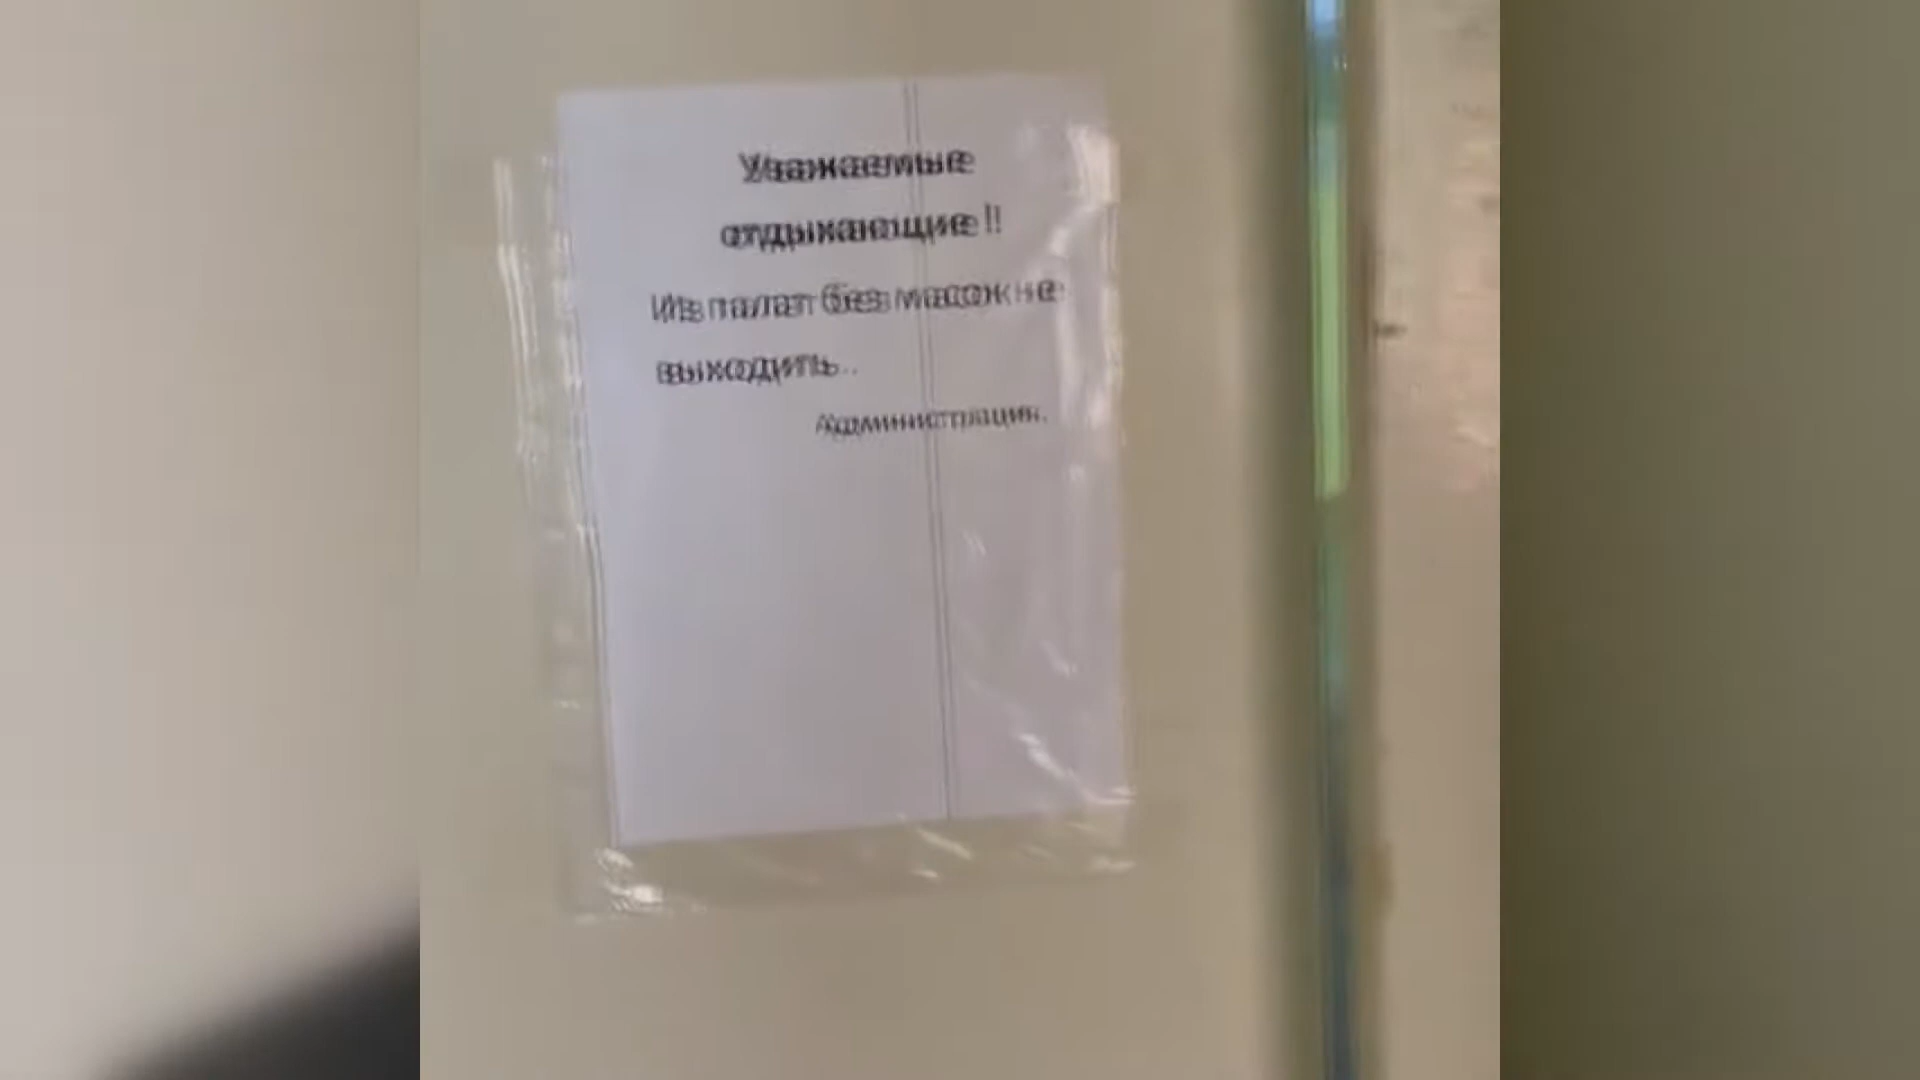 Уважаемые
отдыхающие !
Из палат без масок не
выходить.
Администрация.